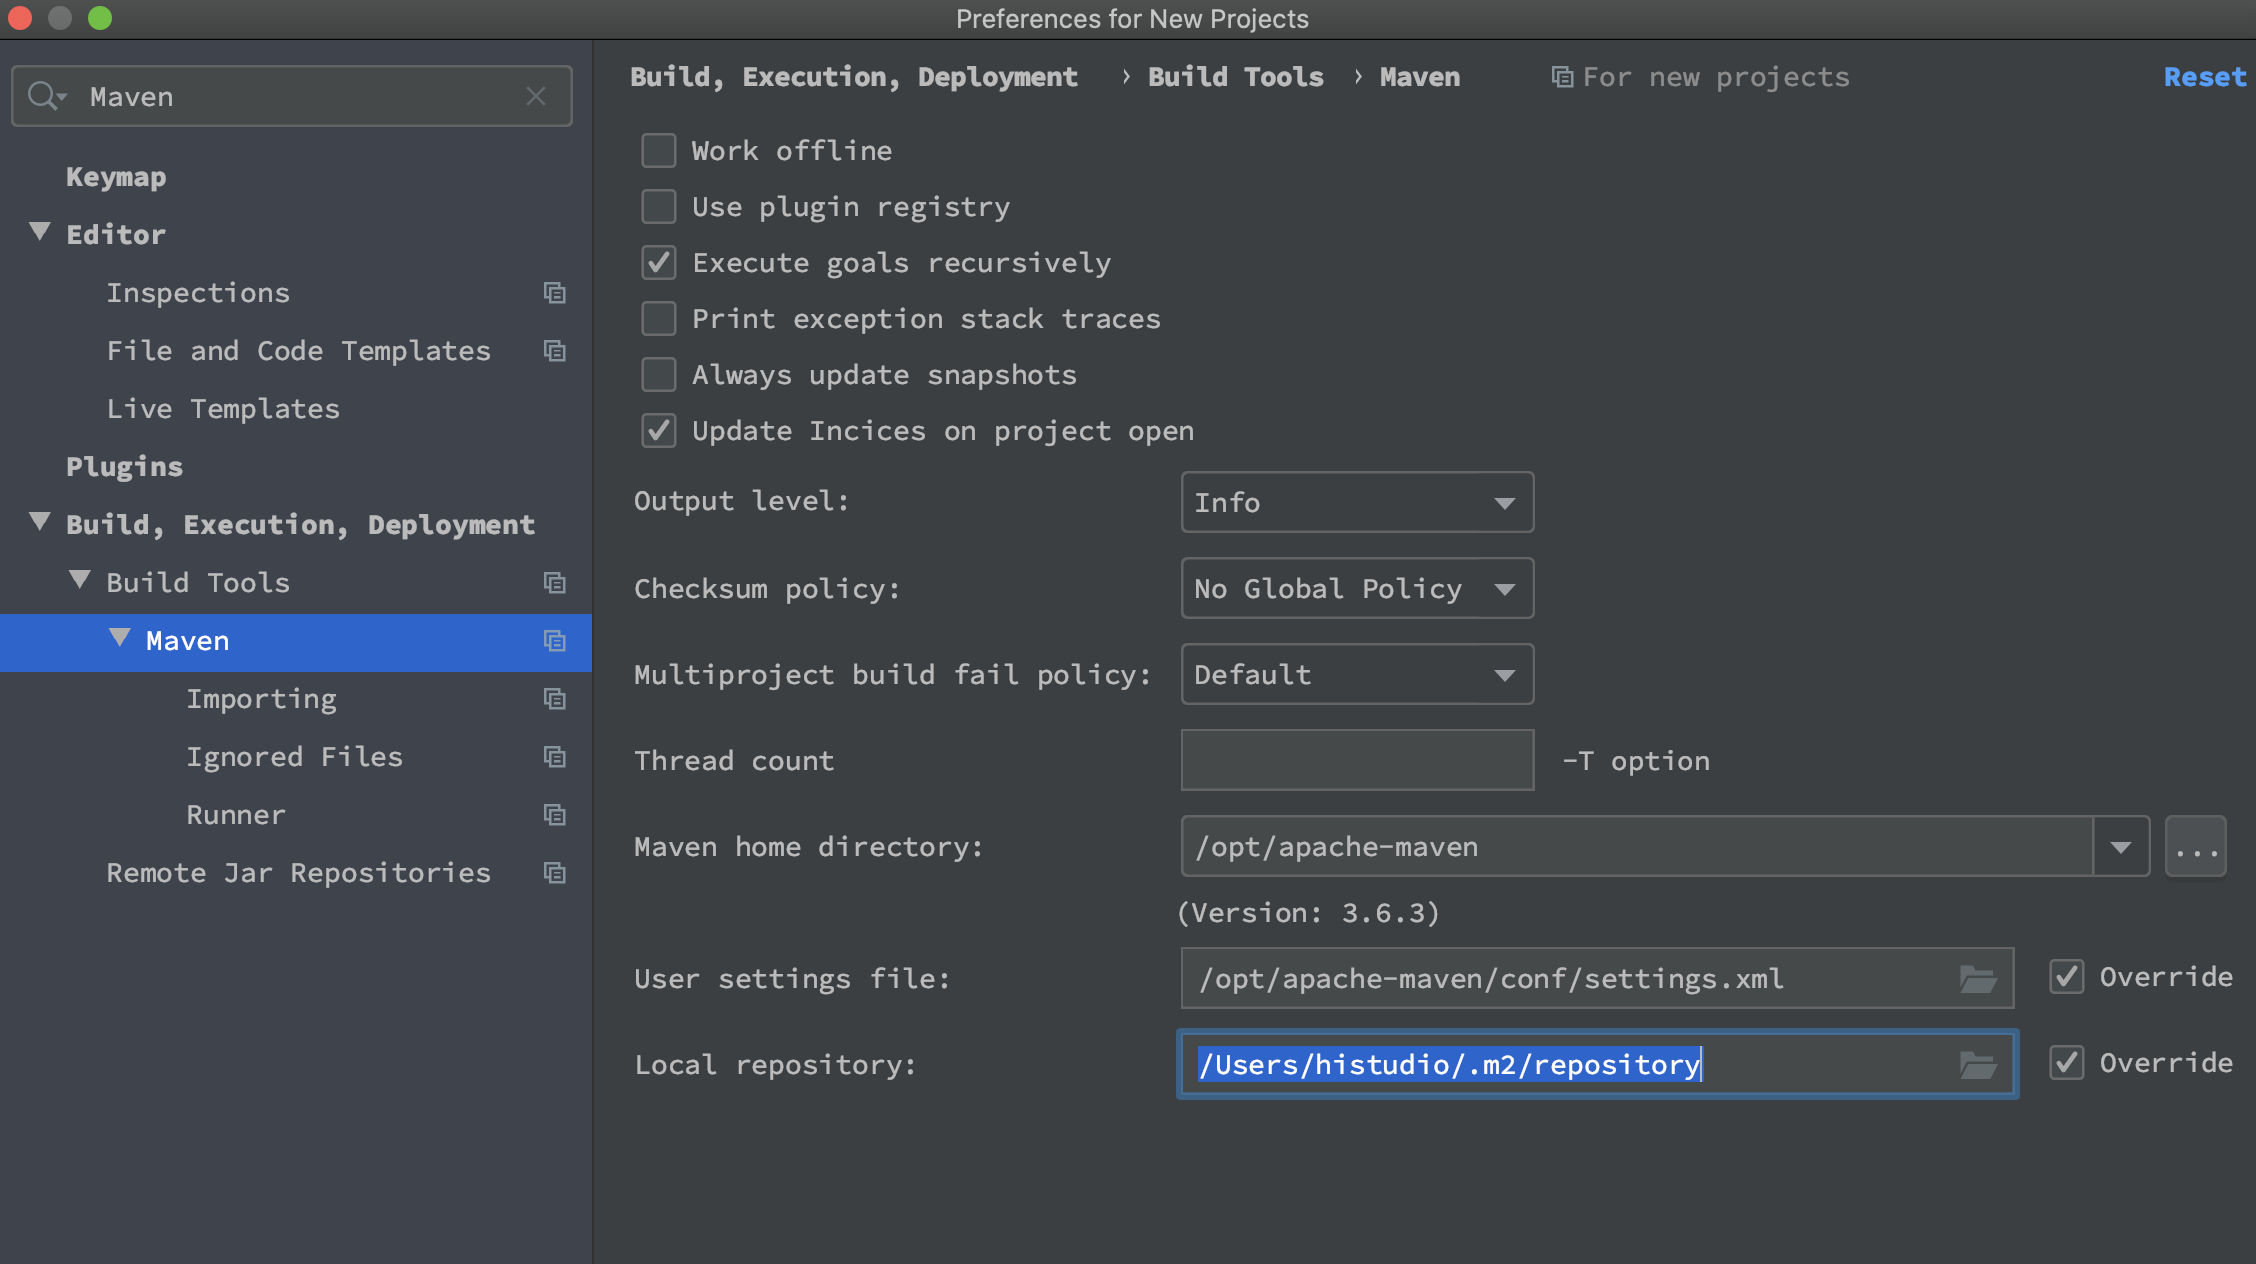 Preferences for New Projects
Maven
Keymap
Editor
Inspections
File and Code Templates
Live Templates
Plugins
Build, Execution, Deployment
Build Tools
Maven
Importing
Ignored Files
Runner
Remote Jar Repositories
Build, Execution, Deployment › Build Tools › Maven For new projects Reset
Work offline
Use plugin registry
Execute goals recursively
Print exception stack traces
Always update snapshots
Update Incices on project open
Output level: Info
Checksum policy: No Global Policy
Multiproject build fail policy: Default
Thread count -T option
Maven home directory: /opt/apache-maven ...
(Version: 3.6.3)
User settings file: /opt/apache-maven/conf/settings.xml Override
Local repository: /Users/histudio/.m2/repository Override